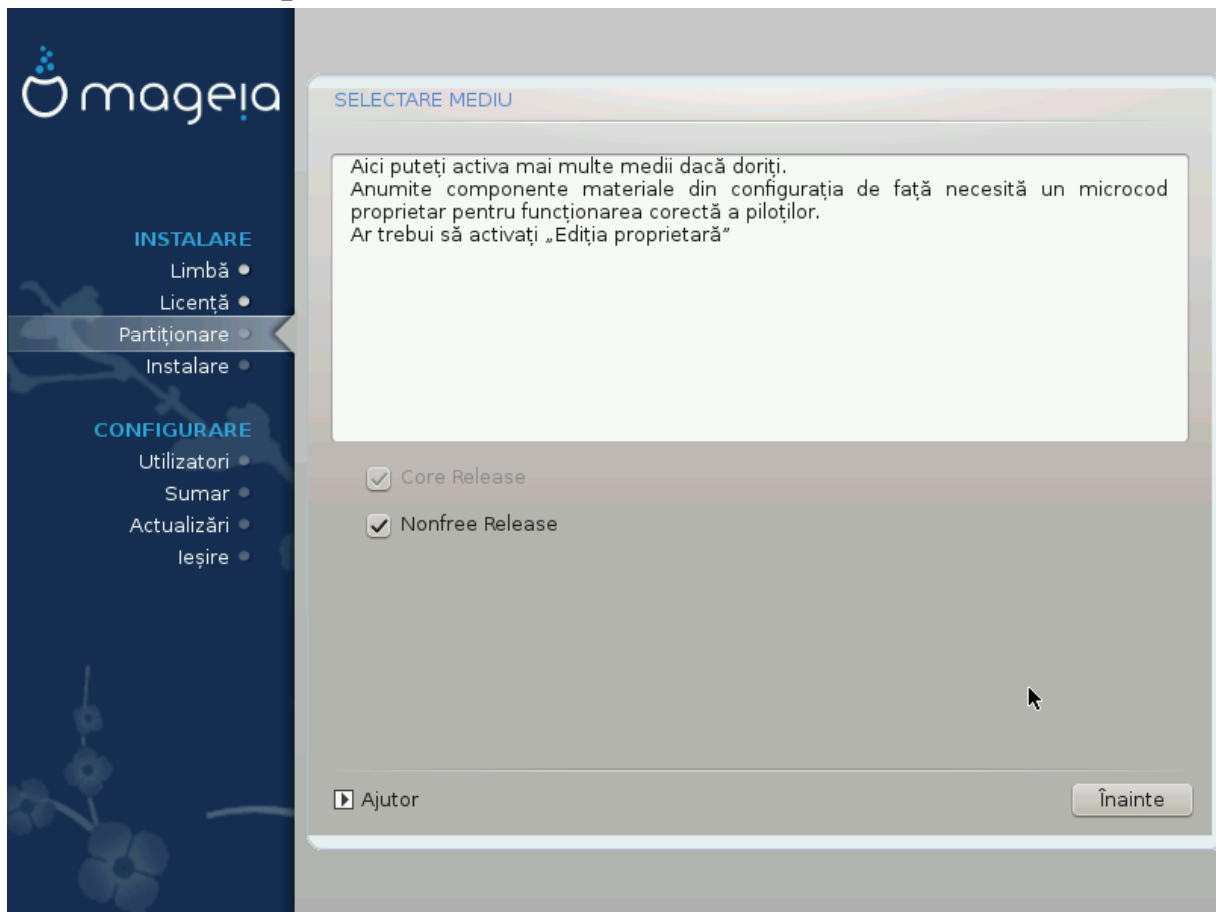 mageia
INSTALARE
Limbă
Licență
Partiționare
Instalare
CONFIGURARE
Utilizatori
Sumar
Actualizări
Ieșire
SELECTARE MEDIU
Aici puteți activa mai multe medii dacă doriți.
Anumite componente materiale din configurația de față necesită un microcod
proprietar pentru funcționarea corectă a piloților.
Ar trebui să activați „Ediția proprietară”
Core Release
Nonfree Release
Ajutor
Înainte